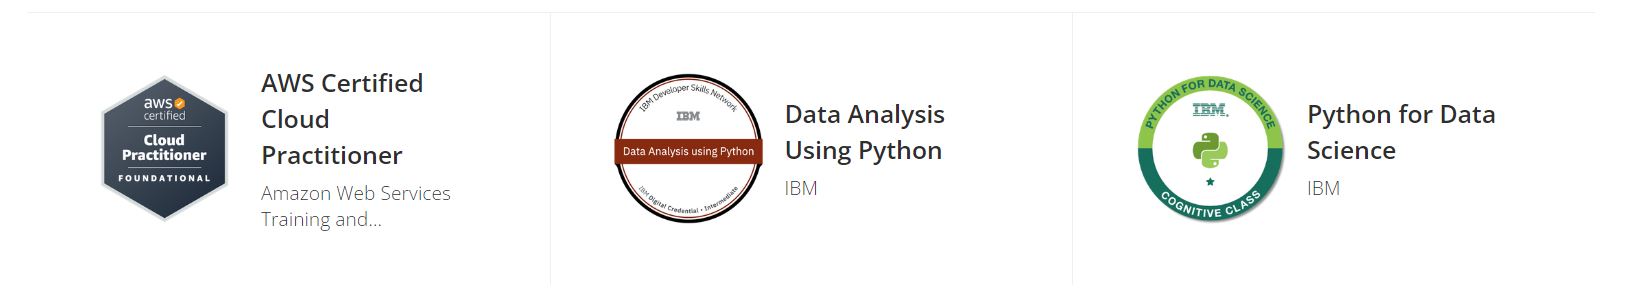 aws
certified
Cloud
Practitioner
FOUNDATIONAL
AWS Certified
Cloud
Practitioner
Amazon Web Services
Training and...
IBM Developer Skills Network
IBM
Data Analysis using Python
IBM Digital Credential • Intermediate
Data Analysis
Using Python
IBM
PYTHON FOR DATA SCIENCE
IBM.
COGNITIVE CLASS
Python for Data
Science
IBM